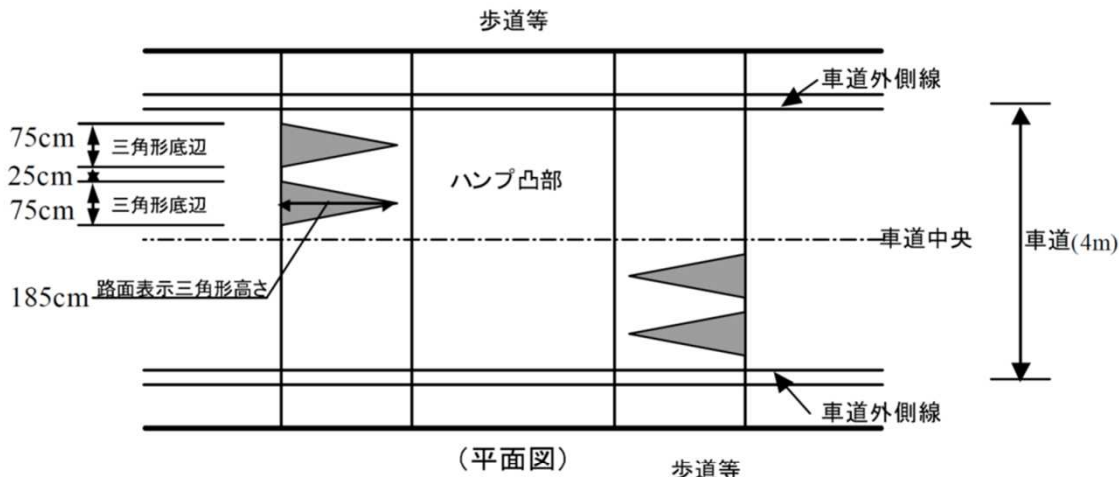 歩道等
車道外側線
75cm
三角形底辺
25cm
ハンプ凸部
75cm
三角形底辺
車道中央
車道(4m)
185cm
路面表示三角形高さ
車道外側線
(平面図)
歩道等